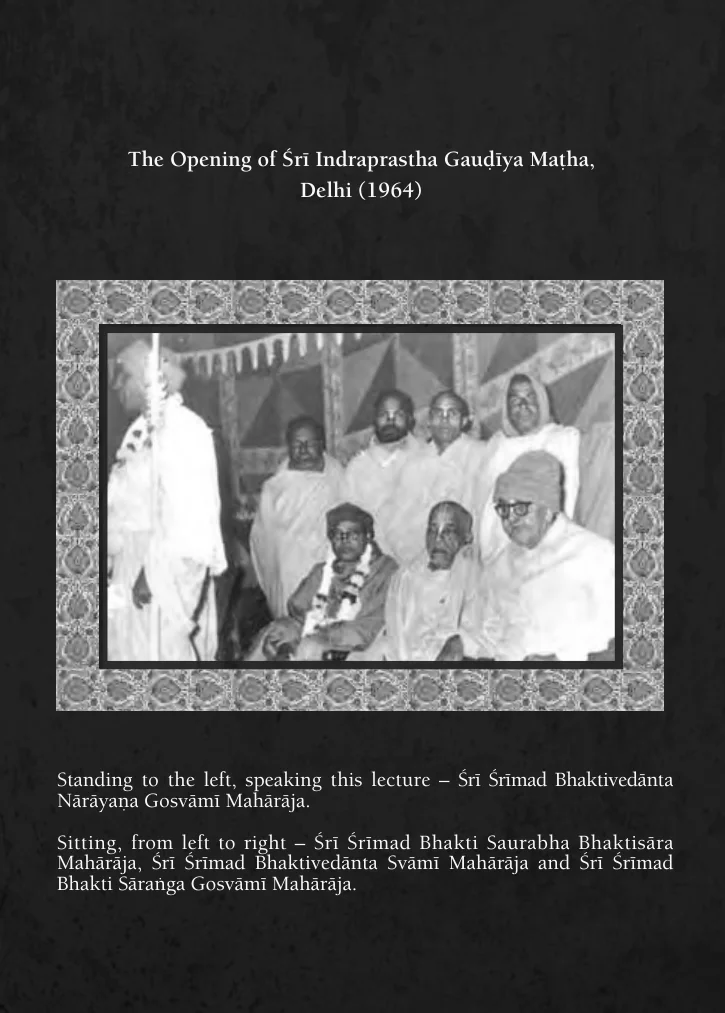 The Opening of Śrī Indraprastha Gauḍīya Maṭha,
Delhi (1964)
Standing to the left, speaking this lecture – Śrī Śrīmad Bhaktivedānta
Nārāyaṇa Gosvāmī Mahārāja.
Sitting, from left to right – Śrī Śrīmad Bhakti Saurabha Bhaktisāra
Mahārāja, Śrī Śrīmad Bhaktivedānta Svāmī Mahārāja and Śrī Śrīmad
Bhakti Sāraṅga Gosvāmī Mahārāja.